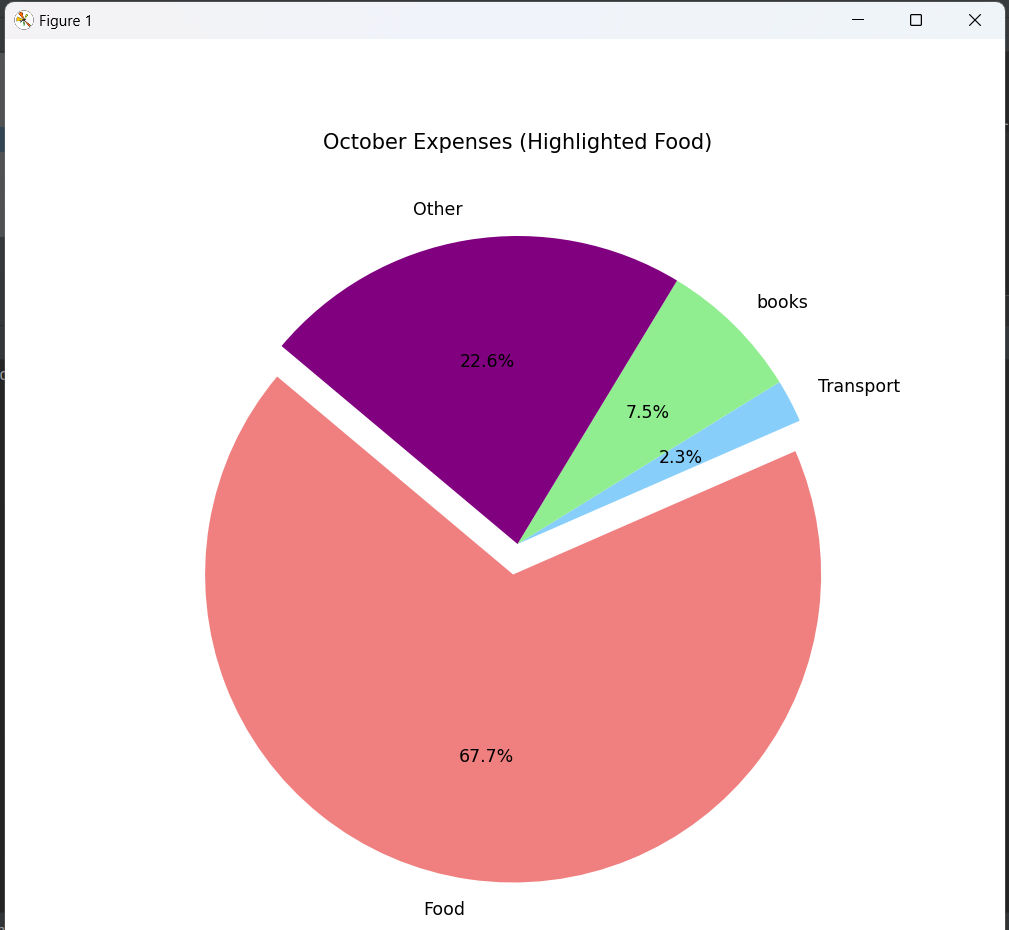 Figure 1
October Expenses (Highlighted Food)
Other
books
Transport
22.6%
7.5%
2.3%
67.7%
Food